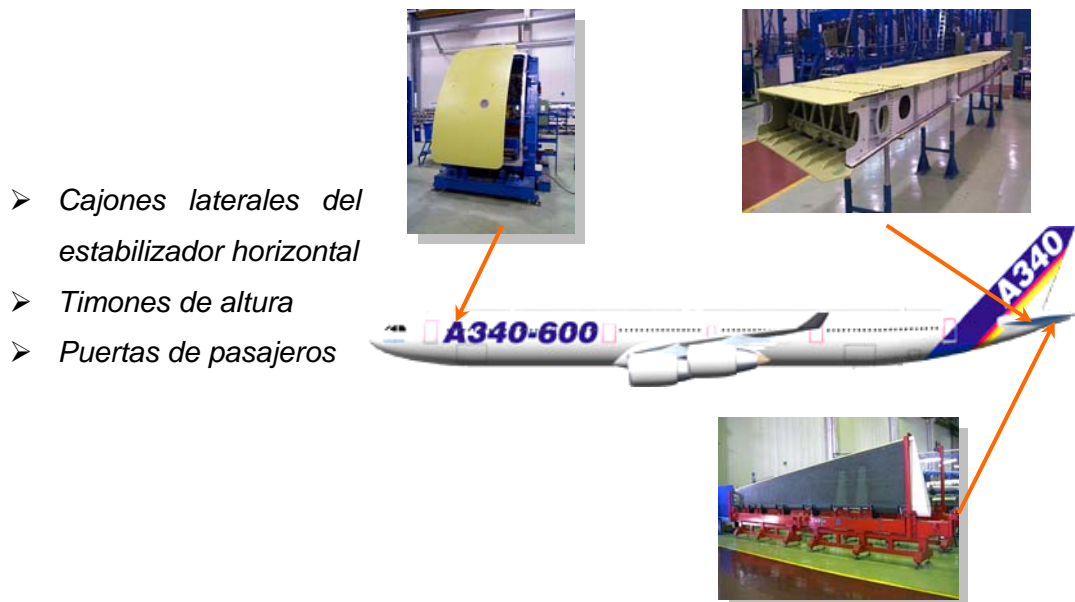 ➢ Cajones laterales del
estabilizador horizontal
➢ Timones de altura
➢ Puertas de pasajeros
A340-600
A340